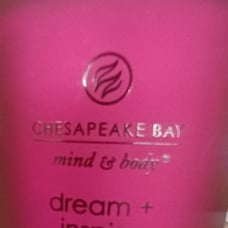 CHESAPEAKE BAY
mind & body®
dream +